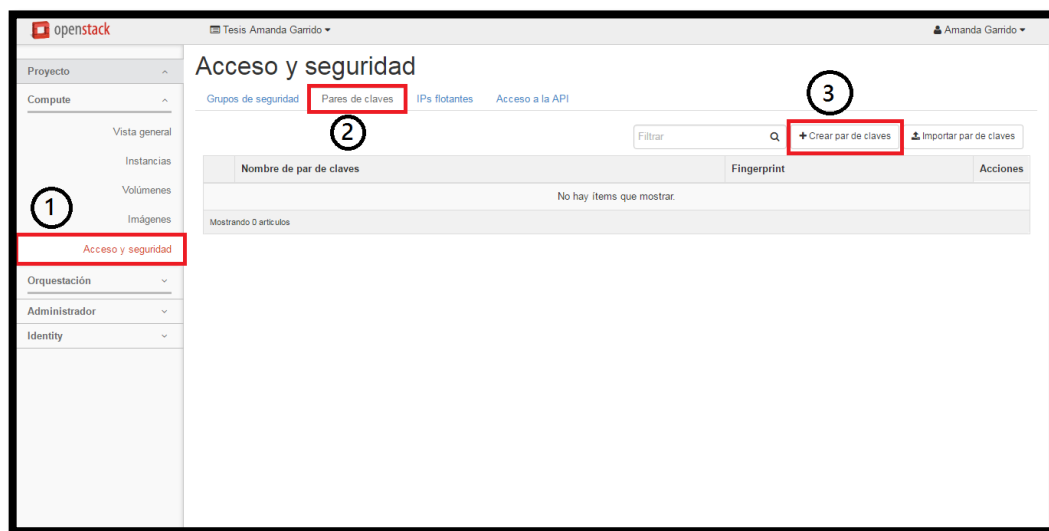 openstack
Tesis Amanda Garrido
Amanda Garrido
Proyecto
Compute
Vista general
Instancias
Volúmenes
Imágenes
Acceso y seguridad
Orquestación
Administrador
Identity
1
Acceso y seguridad
Grupos de seguridad Pares de claves IPs flotantes Acceso a la API
2
3
Filtrar + Crear par de claves Importar par de claves
Nombre de par de claves Fingerprint Acciones
No hay ítems que mostrar.
Mostrando 0 articulos